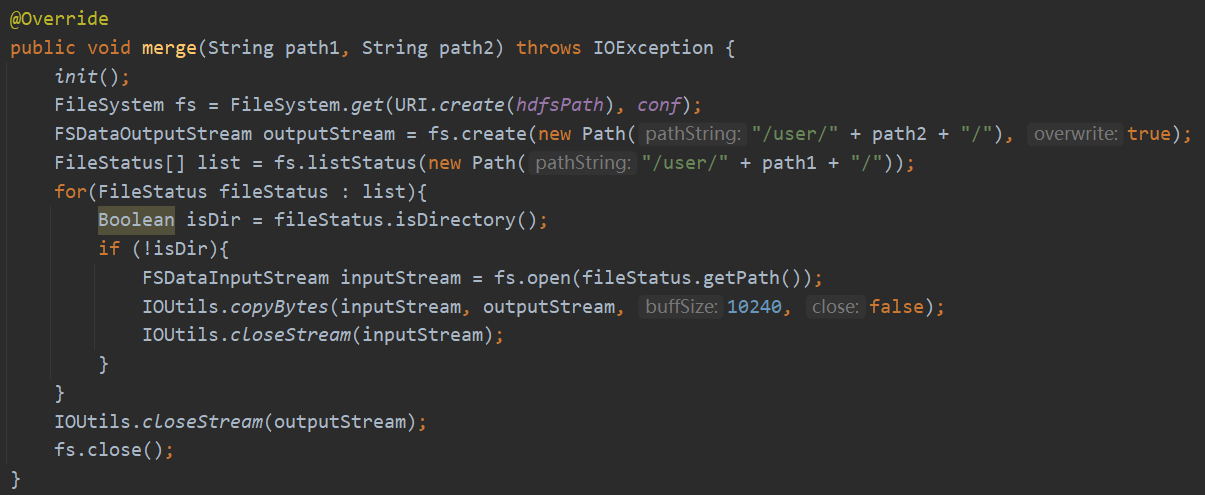 @Override
public void merge(String path1, String path2) throws IOException {
init();
FileSystem fs = FileSystem.get(URI.create(hdfsPath), conf);
FSDataOutputStream outputStream = fs.create(new Path( pathString: "/user/" + path2 + "/"), overwrite: true);
FileStatus[] list = fs.listStatus(new Path( pathString: "/user/" + path1 + "/"));
for(FileStatus fileStatus : list){
Boolean isDir = fileStatus.isDirectory();
if (!isDir){
FSDataInputStream inputStream = fs.open(fileStatus.getPath());
IOUtils.copyBytes(inputStream, outputStream, buffSize: 10240, close: false);
IOUtils.closeStream(inputStream);
}
}
IOUtils.closeStream(outputStream);
fs.close();
}